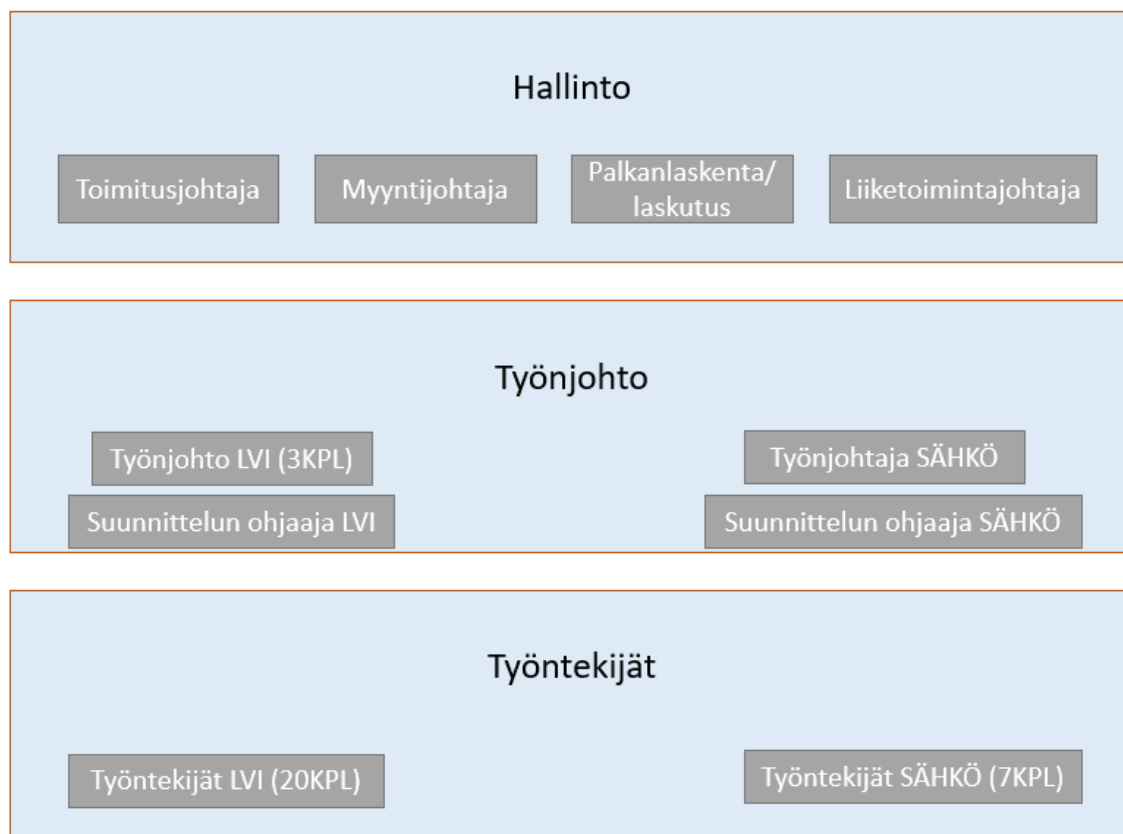 Hallinto
Toimitusjohtaja
Myyntijohtaja
Palkanlaskenta/
laskutus
Liiketoimintajohtaja
Työnjohto
Työnjohto LVI (3KPL)
Työnjohtaja SÄHKÖ
Suunnittelun ohjaaja LVI
Suunnittelun ohjaaja SÄHKÖ
Työntekijät
Työntekijät LVI (20KPL)
Työntekijät SÄHKÖ (7KPL)